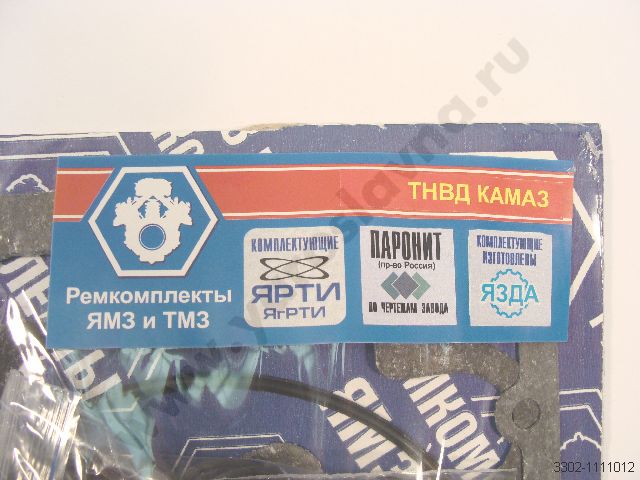 ТНВД КАМАЗ
Ремкомплекты
ЯМЗ и ТМЗ
КОМПЛЕКТУЮЩИЕ
ЯРТИ
ЯгРТИ
ПАРОНИТ
(пр-во Россия)
ПО ЧЕРТЕЖАМ ЗАВОДА
КОМПЛЕКТУЮЩИЕ
ИЗГОТОВЛЕНЫ
ЯЗДА
3302-1111012